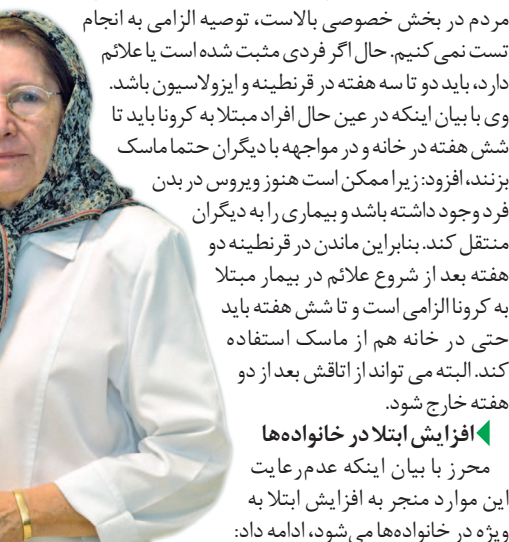 مردم در بخش خصوصی بالاست، توصیه الزامی به انجام
تست نمی‌کنیم. حال اگر فردی مثبت شده است یا علائم
دارد، باید دو تا سه هفته در قرنطینه و ایزولاسیون باشد.
وی با بیان اینکه در عین حال افراد مبتلا به کرونا باید تا
شش هفته در خانه و در مواجهه با دیگران حتما ماسک
بزنند، افزود: زیرا ممکن است هنوز ویروس در بدن
فرد وجود داشته باشد و بیماری را به دیگران
منتقل کند. بنابراین ماندن در قرنطینه دو
هفته بعد از شروع علائم در بیمار مبتلا
به کرونا الزامی است و تا شش هفته باید
حتی در خانه هم از ماسک استفاده
کند. البته می تواند از اتاقش بعد از دو
هفته خارج شود.
افزایش ابتلا در خانواده‌ها
محرز با بیان اینکه عدم رعایت
این موارد منجر به افزایش ابتلا به
ویژه در خانواده‌ها می‌شود، ادامه داد: